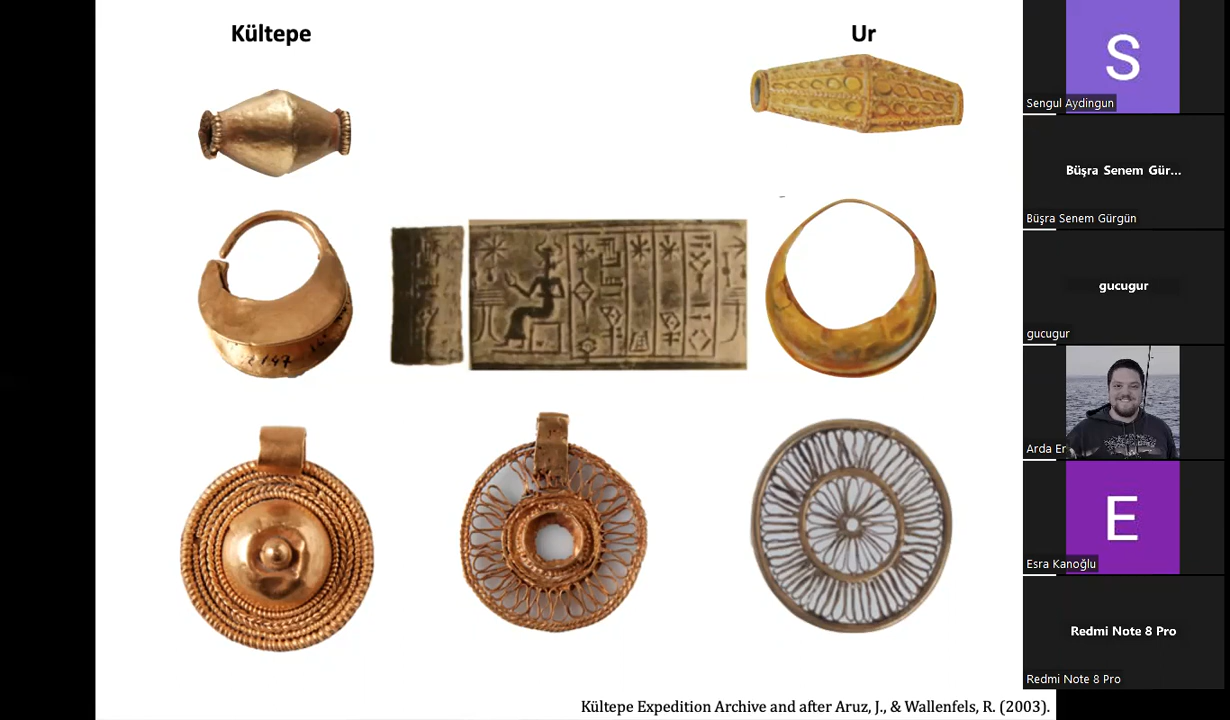 Kültepe
Ur
Kültepe Expedition Archive and after Aruz, J., & Wallenfels, R. (2003).
S
Sengul Aydingun
Büşra Senem Gür...
Büşra Senem Gürgün
gucugur
gucugur
Arda Er
E
Esra Kanoğlu
Redmi Note 8 Pro
Redmi Note 8 Pro